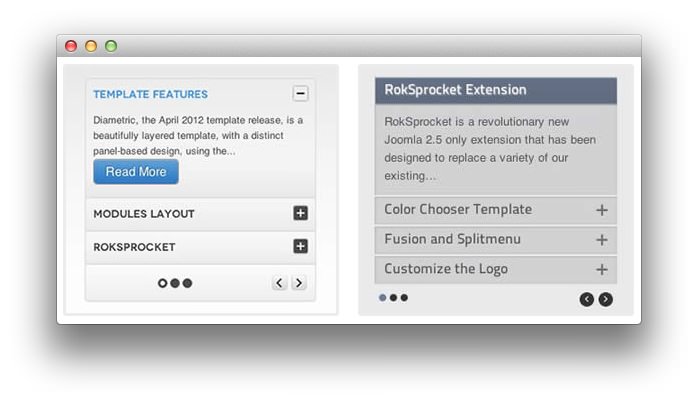 TEMPLATE FEATURES
Diametric, the April 2012 template release, is a
beautifully layered template, with a distinct
panel-based design, using the...
Read More
MODULES LAYOUT
ROKSPROCKET
RokSprocket Extension
RokSprocket is a revolutionary new
Joomla 2.5 only extension that has been
designed to replace a variety of our
existing...
Color Chooser Template
Fusion and Splitmenu
Customize the Logo